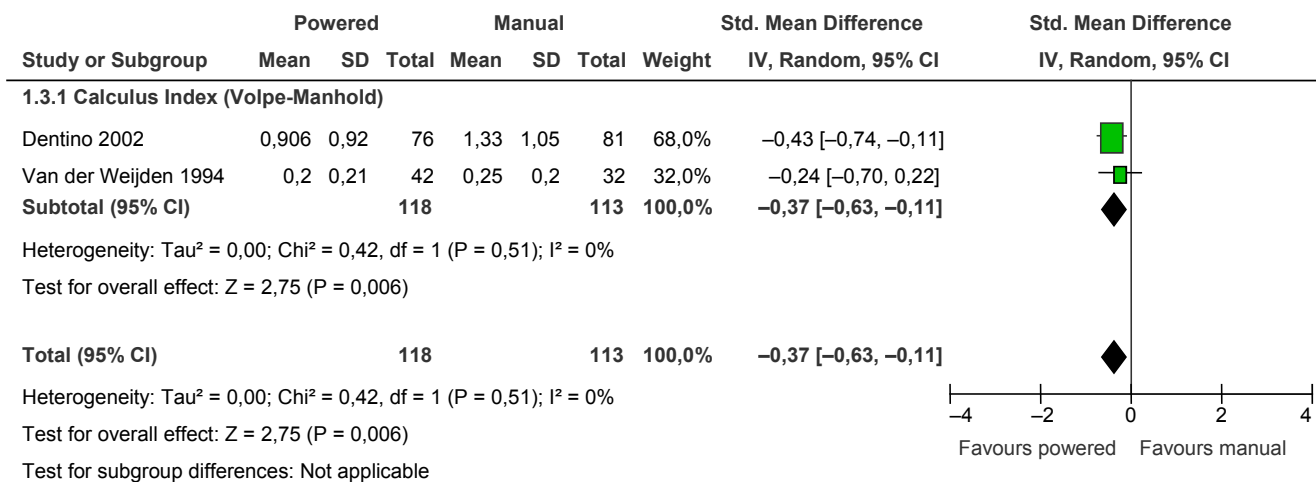 Powered Manual Std. Mean Difference Std. Mean Difference
Study or Subgroup Mean SD Total Mean SD Total Weight IV, Random, 95% CI IV, Random, 95% CI
1.3.1 Calculus Index (Volpe-Manhold)
Dentino 2002 0,906 0,92 76 1,33 1,05 81 68,0% –0,43 [–0,74, –0,11]
Van der Weijden 1994 0,2 0,21 42 0,25 0,2 32 32,0% –0,24 [–0,70, 0,22]
Subtotal (95% CI) 118 113 100,0% –0,37 [–0,63, –0,11]
Heterogeneity: Tau² = 0,00; Chi² = 0,42, df = 1 (P = 0,51); I² = 0%
Test for overall effect: Z = 2,75 (P = 0,006)
Total (95% CI) 118 113 100,0% –0,37 [–0,63, –0,11]
Heterogeneity: Tau² = 0,00; Chi² = 0,42, df = 1 (P = 0,51); I² = 0%
Test for overall effect: Z = 2,75 (P = 0,006)
Test for subgroup differences: Not applicable
–4 –2 0 2 4
Favours powered Favours manual